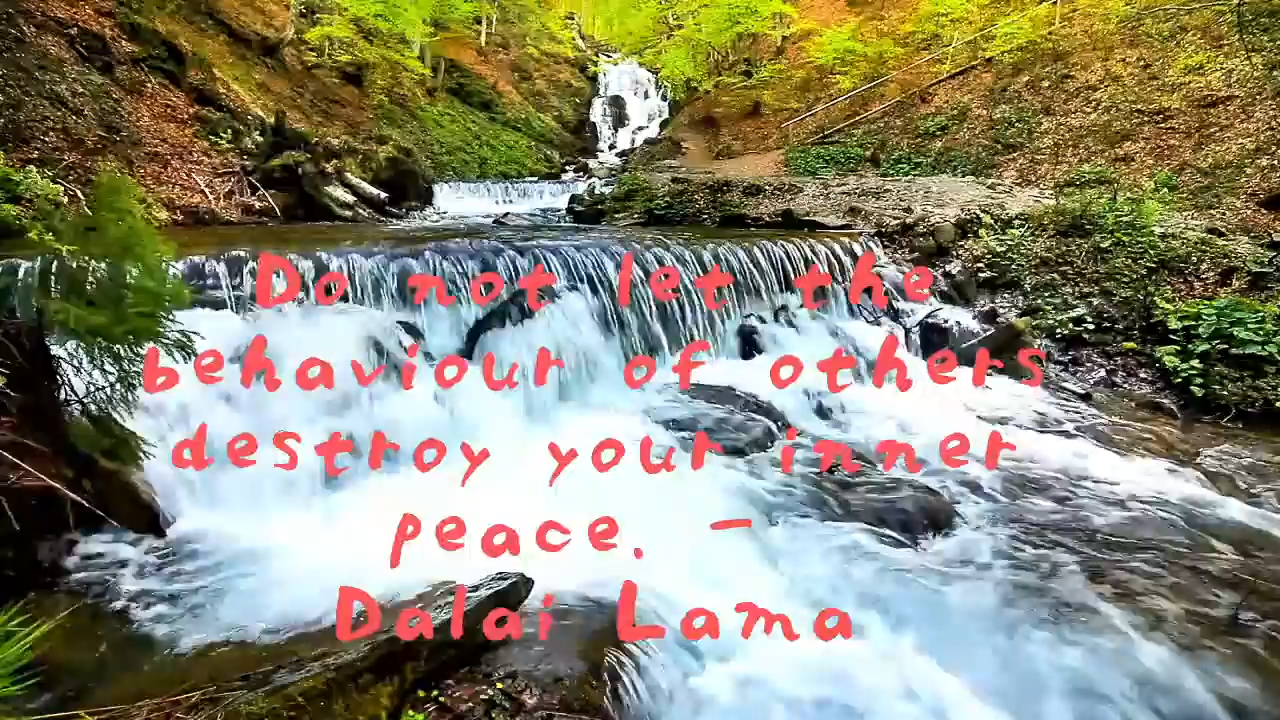 Do not let the
behaviour of others
destroy your inner
peace. –
Dalai Lama